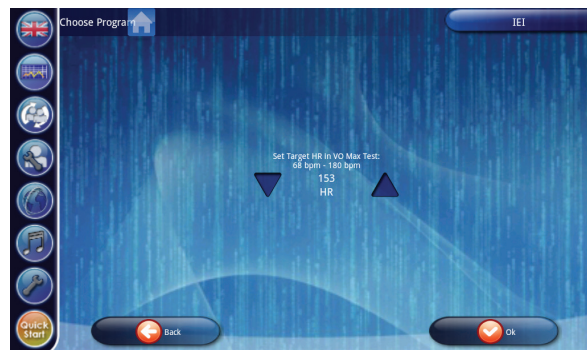 Choose Program
IEI
Set Target HR in VO Max Test:
68 bpm - 180 bpm
153
HR
Quick
Start
Back
Ok